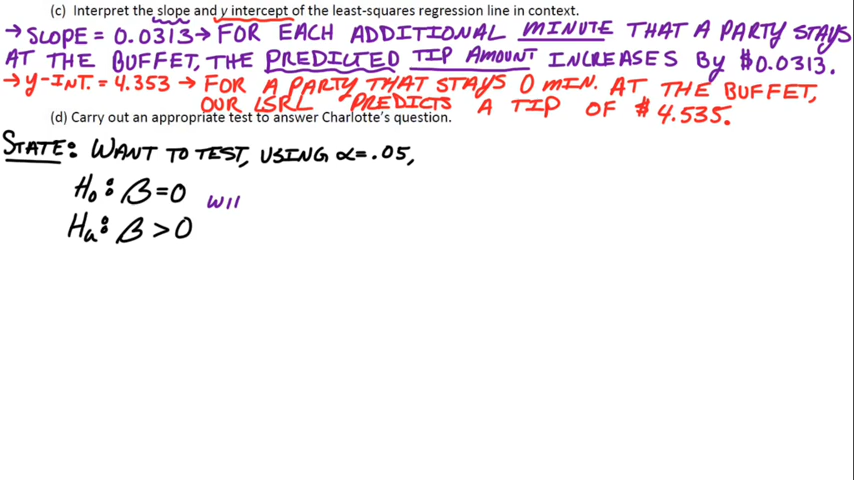 (c) Interpret the slope and y intercept of the least-squares regression line in context.
→ SLOPE = 0.0313 → FOR EACH ADDITIONAL MINUTE THAT A PARTY STAYS
AT THE BUFFET, THE PREDICTED TIP AMOUNT INCREASES BY $0.0313.
→ y-INT. = 4.353 → FOR A PARTY THAT STAYS 0 MIN. AT THE BUFFET,
OUR LSRL PREDICTS A TIP OF $4.535.
(d) Carry out an appropriate test to answer Charlotte's question.
STATE: WANT TO TEST, USING α=.05,
H₀: β=0
WII
Hₐ: β>0